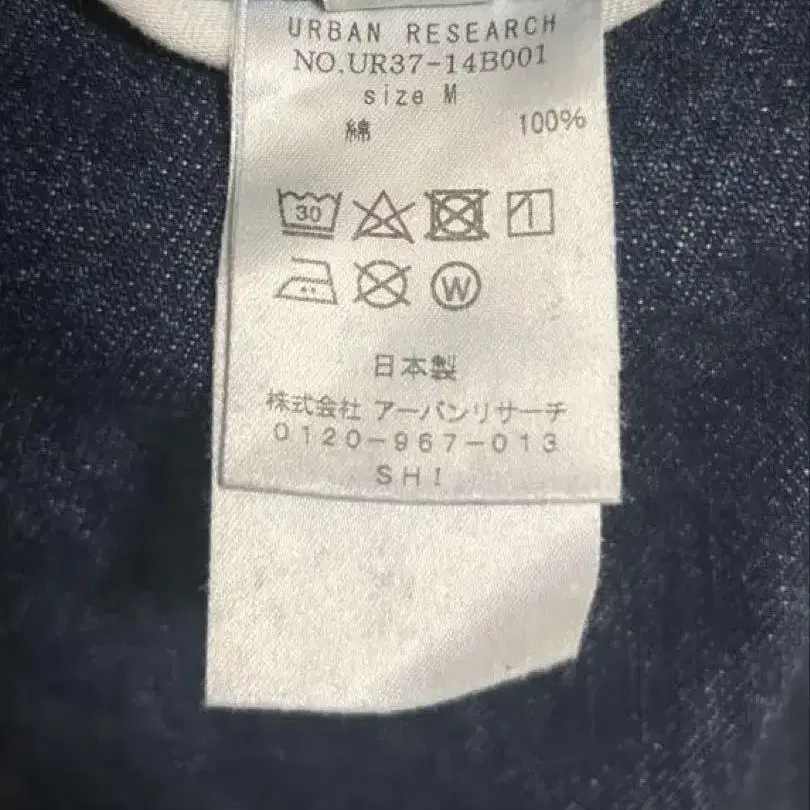 URBAN RESEARCH
NO.UR37-14B001
size M
綿 100%
30
W
日本製
株式会社 アーバンリサーチ
0120-967-013
SHI